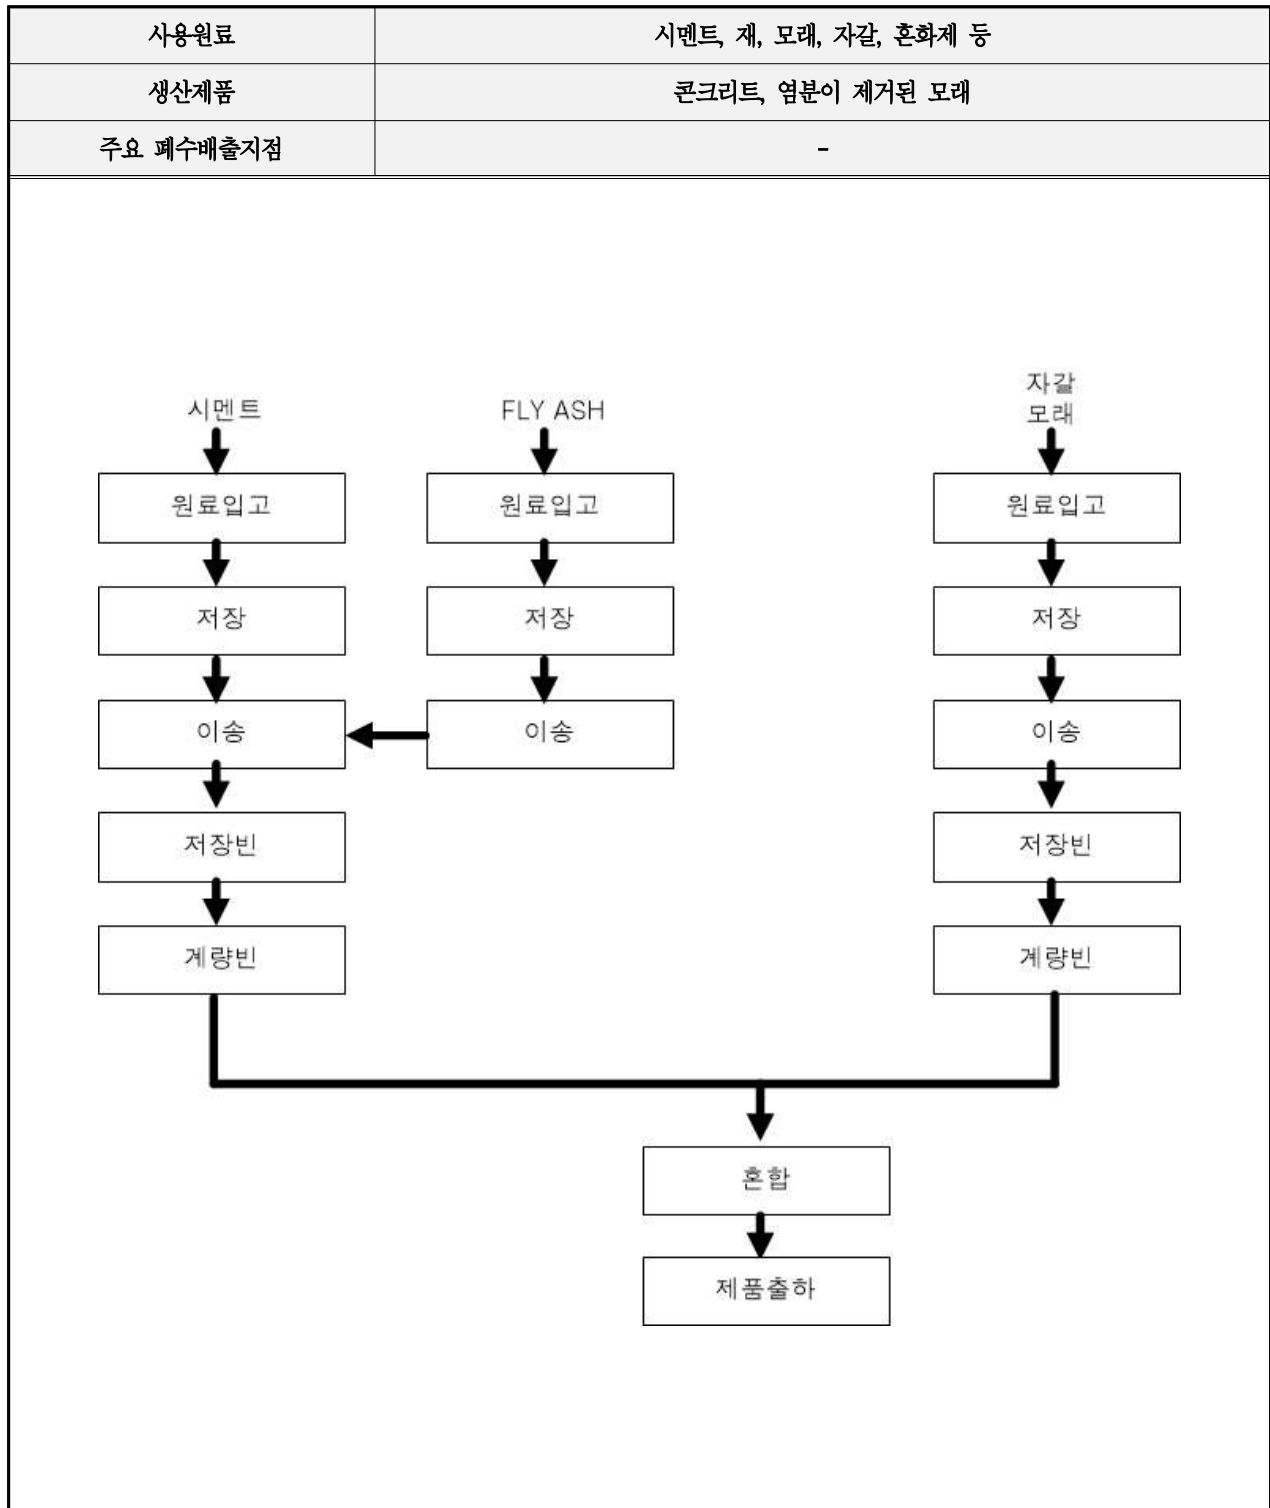 사용원료 시멘트, 재, 모래, 자갈, 혼화제 등
생산제품 콘크리트, 염분이 제거된 모래
주요 폐수배출지점 -
자갈
시멘트 FLY ASH 모래
원료입고 원료입고 원료입고
저장 저장 저장
이송 이송 이송
저장빈 저장빈
계량빈 계량빈
혼합
제품출하